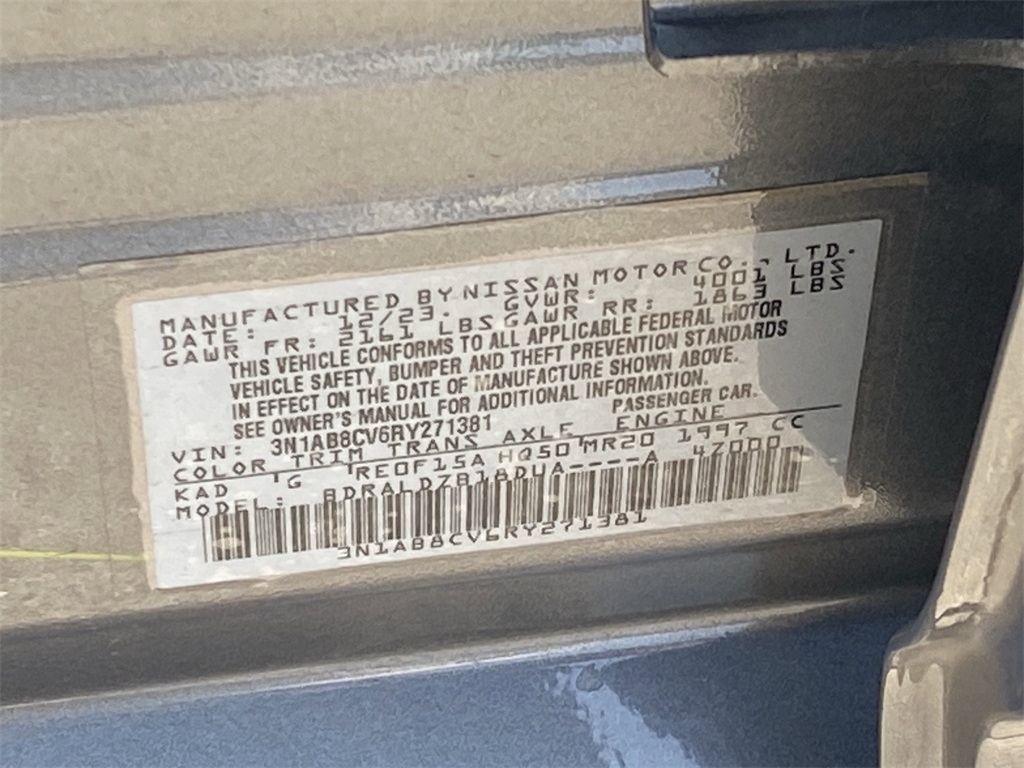 MANUFACTURED BY NISSAN MOTOR CO., LTD.
DATE: 12/23. GVWR: 4001 LBS
GAWR FR: 2161 LBS GAWR RR: 1863 LBS
THIS VEHICLE CONFORMS TO ALL APPLICABLE FEDERAL MOTOR
VEHICLE SAFETY, BUMPER AND THEFT PREVENTION STANDARDS
IN EFFECT ON THE DATE OF MANUFACTURE SHOWN ABOVE.
SEE OWNER'S MANUAL FOR ADDITIONAL INFORMATION.
VIN: 3N1AB8CV6RY271381 PASSENGER CAR.
COLOR TRIM TRANS AXLE ENGINE
KAD G RE0F15A HQ50 MR20 1997 CC
MODEL: BDRALDZB18DUA----A 47000
3N1AB8CV6RY271381